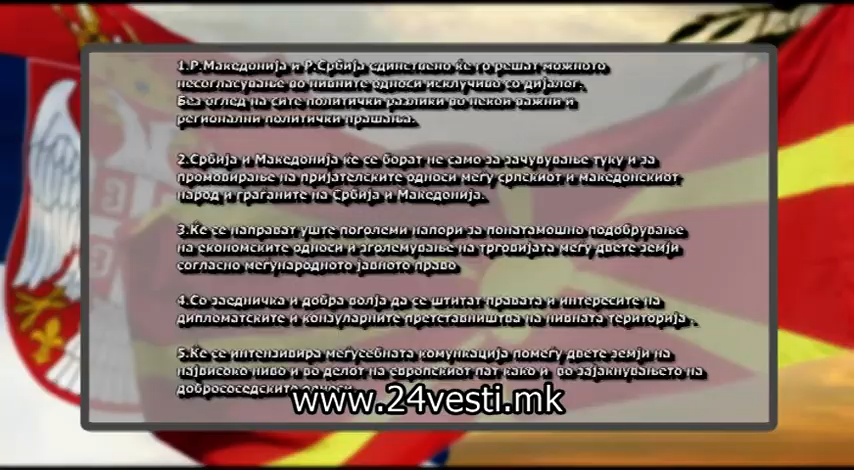 1.Р.Македонија и Р.Србија единствено ќе го решат можното
несогласување во нивните односи исклучиво со дијалог.
Без оглед на сите политички разлики во некои важни и
регионални политички прашања.
2.Србија и Македонија ќе се борат не само за зачувување туку и за
промовирање на пријателските односи меѓу српскиот и македонскиот
народ и граѓаните на Србија и Македонија.
3.Ќе се направат уште поголеми напори за понатамошно подобрување
на економските односи и зголемување на трговијата меѓу двете земји
согласно меѓународното јавното право
4.Со заедничка и добра волја да се штитат правата и интересите на
дипломатските и конзуларните претставништва на нивната територија .
5.Ќе се интензивира меѓусебната комункација помеѓу двете земји на
највисоко ниво и во делот на европскиот пат како и во зајакнувањето на
добрососедските односи
www.24vesti.mk